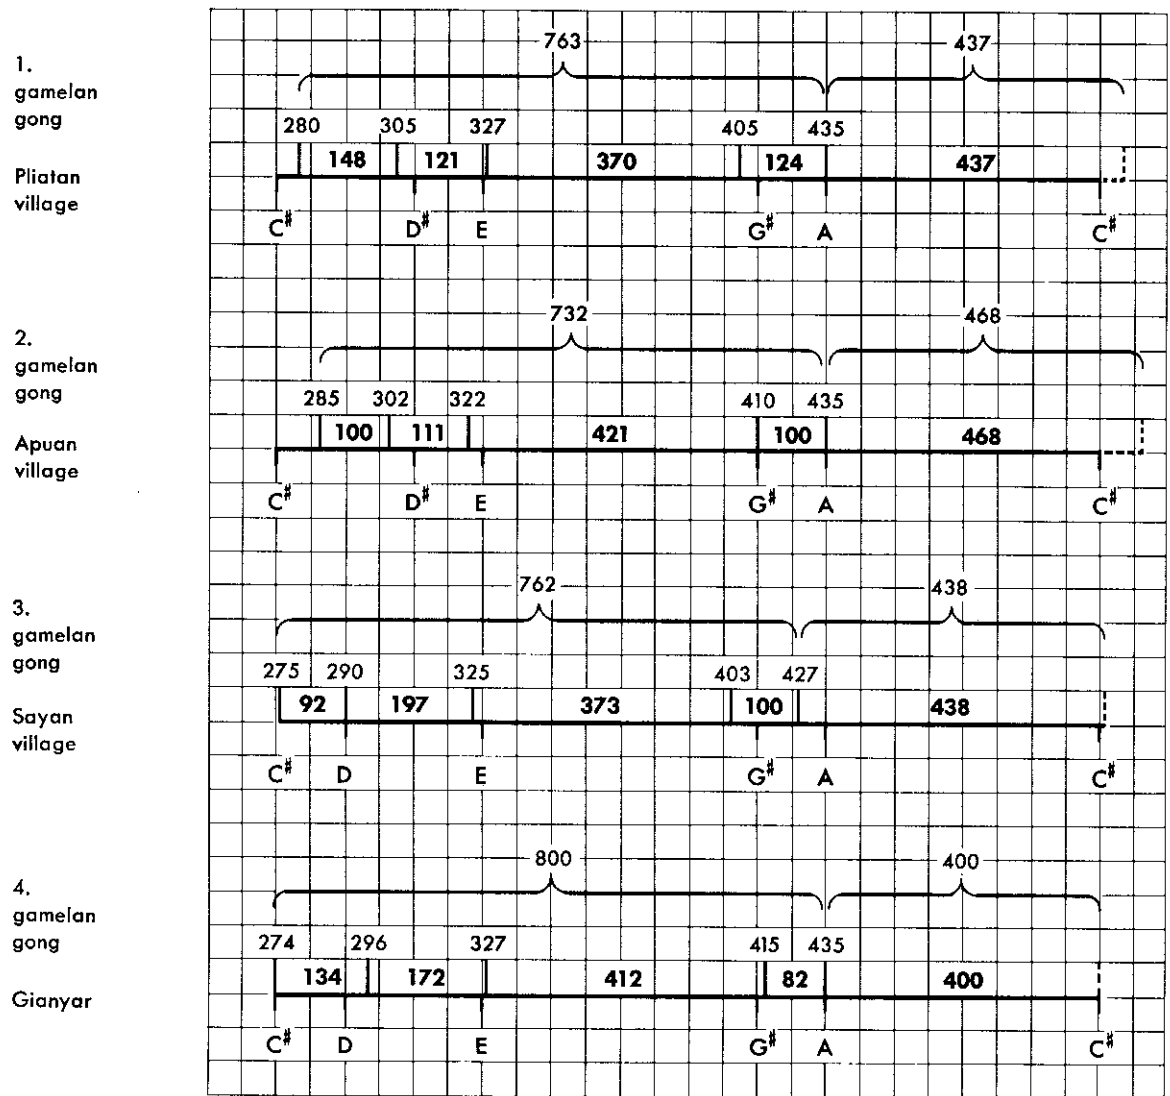 763 437
1.
gamelan
gong
280 305 327 405 435
148 121 370 124 437
Pliatan
village
C# D# E G# A C#
732 468
2.
gamelan
gong
285 302 322 410 435
100 111 421 100 468
Apuan
village
C# D# E G# A C#
762 438
3.
gamelan
gong
275 290 325 403 427
92 197 373 100 438
Sayan
village
C# D E G# A C#
800 400
4.
gamelan
gong
274 296 327 415 435
134 172 412 82 400
Gianyar
C# D E G# A C#